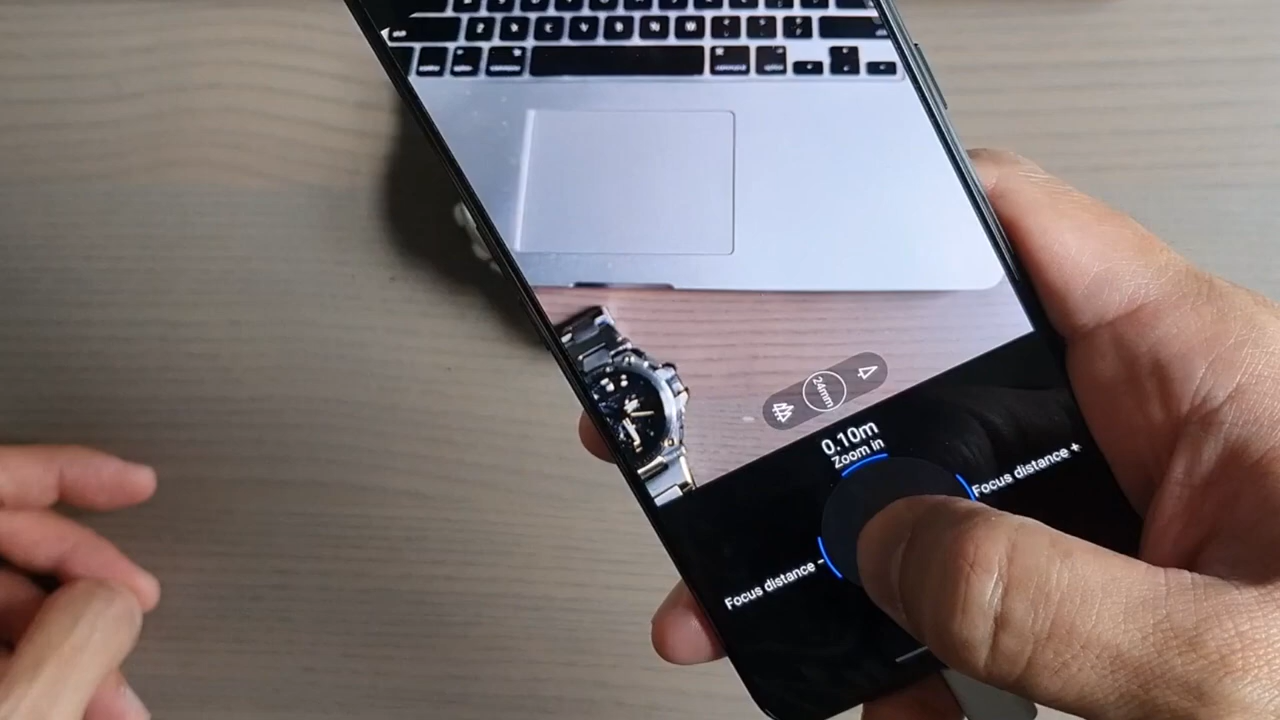 24mm
0.10m
Zoom in
Focus distance +
Focus distance -